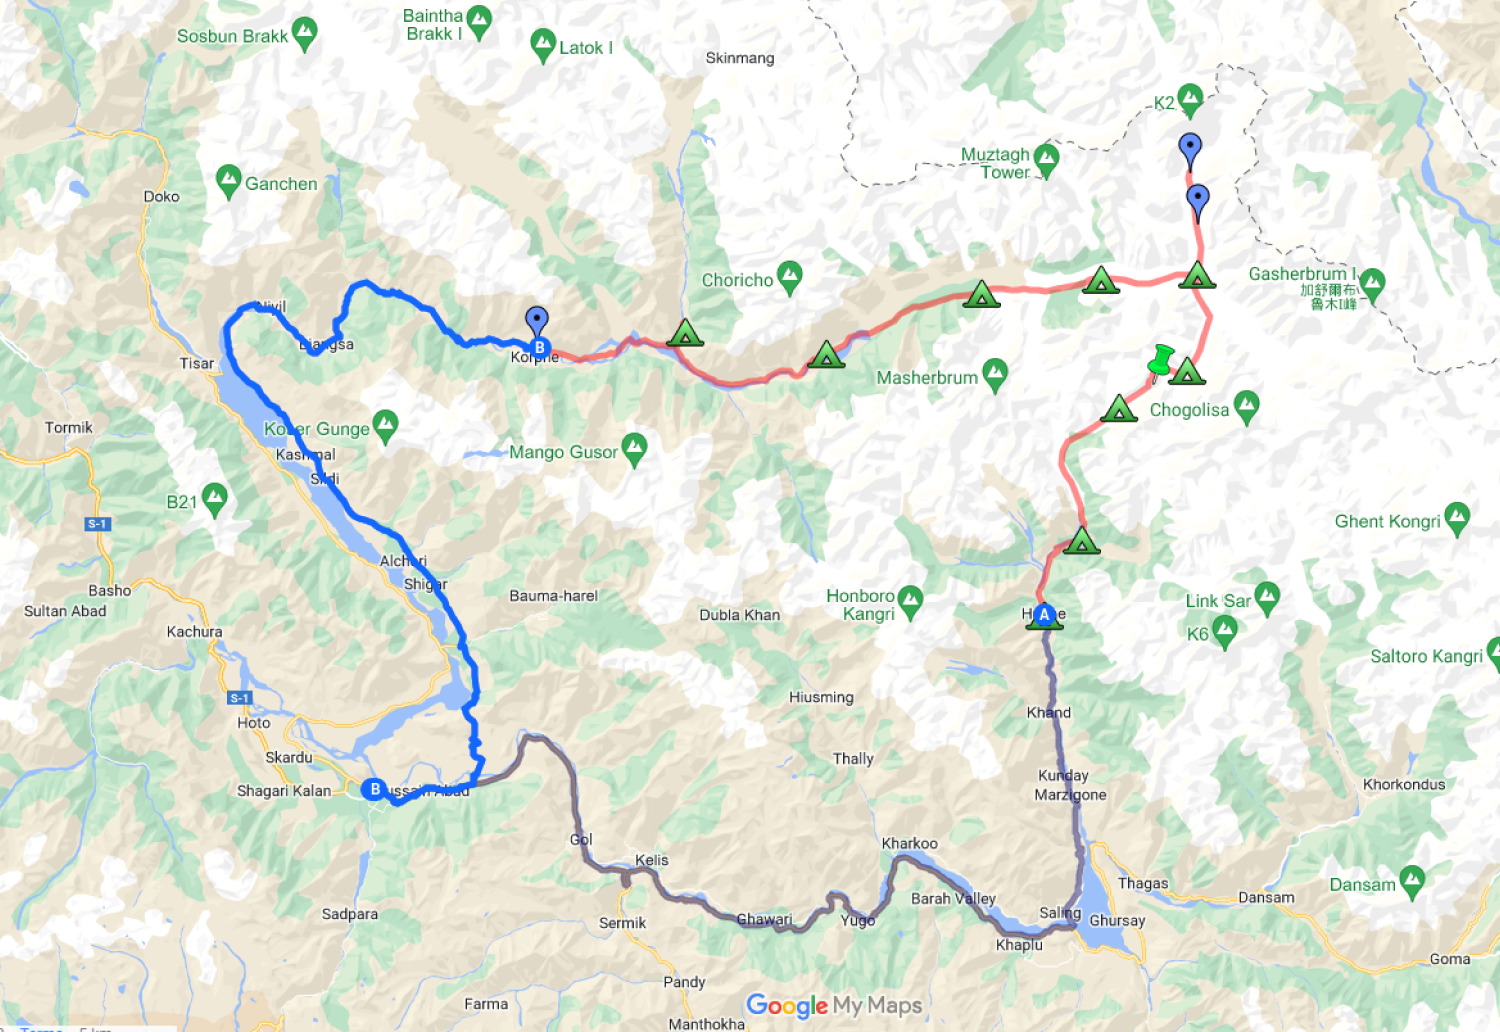 Baintha
Brakk I
Sosbun Brakk
Latok I
Skinmang
K2
Muztagh
Tower
Ganchen
Doko
Choricho
Gasherbrum I
加舒爾布
魯木I峰
Nivil
Biangsa
Korphe
B
Tisar
Masherbrum
Chogolisa
Tormik
Koser Gunge
Kashmal
Sildi
Mango Gusor
B21
S-1
Ghent Kongri
Alchori
Shigar
Basho
Bauma-harel
Sultan Abad
Dubla Khan
Honboro
Kangri
Link Sar
K6
A
Kachura
Saltoro Kangri
S-1
Hiusming
Hoto
Khand
Skardu
Thally
Kunday
Marzigone
Khorkondus
Shagari Kalan
B
Hussain Abad
Gol
Kelis
Kharkoo
Thagas
Dansam
Dansam
Barah Valley
Sadpara
Sermik
Ghawari
Yugo
Saling
Ghursay
Khaplu
Goma
Pandy
Farma
Google My Maps
Manthokha